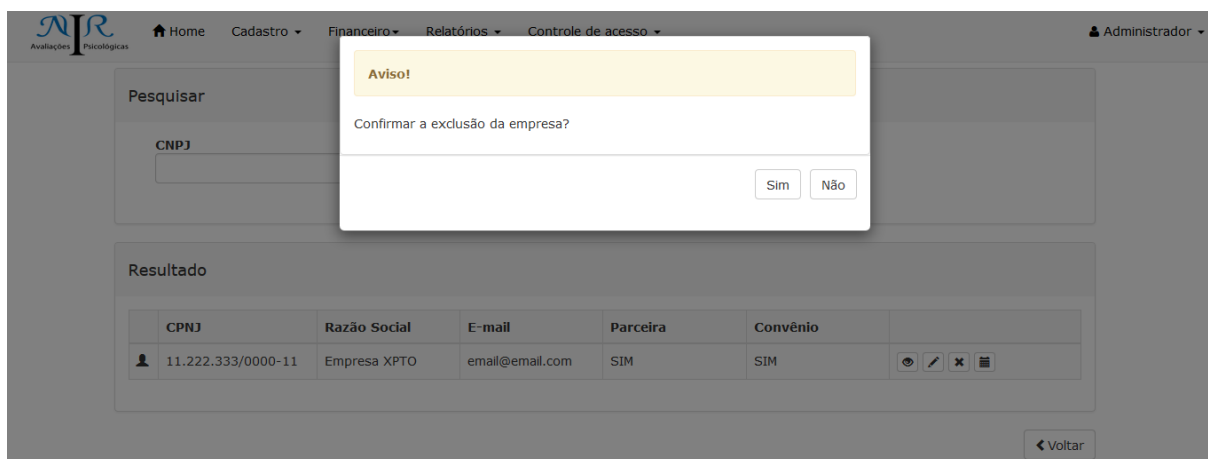 NIR
Avaliações Psicológicas
Home Cadastro Financeiro Relatórios Controle de acesso Administrador
Aviso!
Confirmar a exclusão da empresa?
Sim Não
Pesquisar
CNPJ
Resultado
CPNJ Razão Social E-mail Parceira Convênio
11.222.333/0000-11 Empresa XPTO email@email.com SIM SIM
Voltar